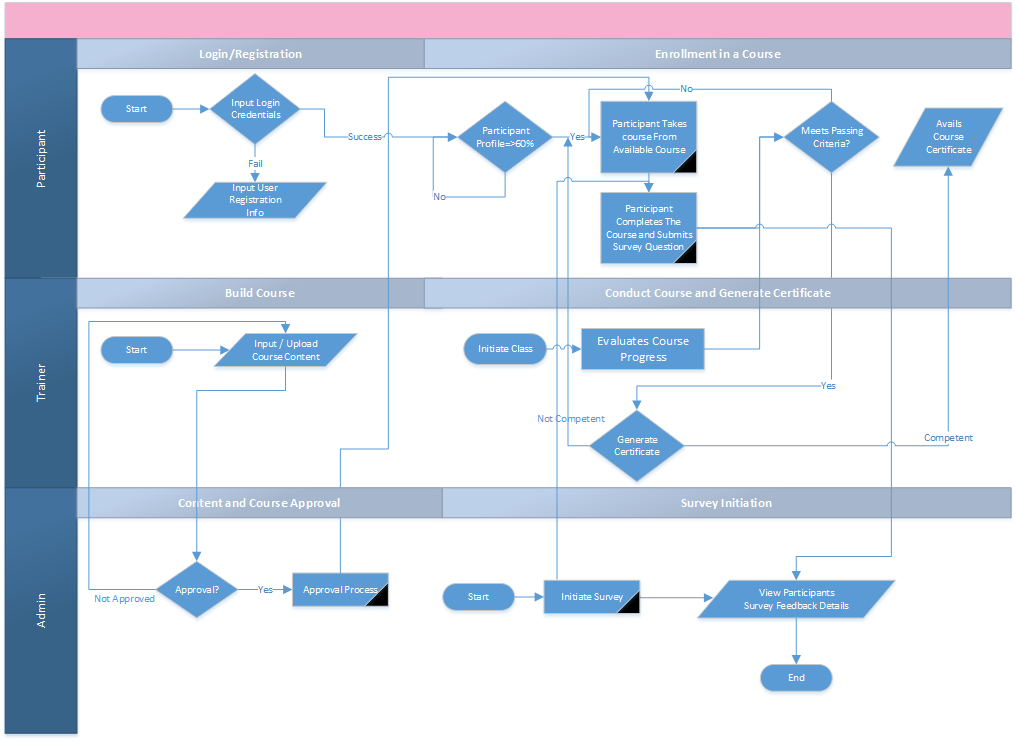 Login/Registration
Enrollment in a Course
Participant
Start
Input Login
Credentials
Success
Fail
Input User
Registration
Info
Participant
Profile=>60%
No
Yes
Participant Takes
course From
Available Course
No
Meets Passing
Criteria?
Avails
Course
Certificate
Participant
Completes The
Course and Submits
Survey Question
Build Course
Conduct Course and Generate Certificate
Trainer
Start
Input / Upload
Course Content
Initiate Class
Evaluates Course
Progress
Yes
Not Competent
Generate
Certificate
Competent
Content and Course Approval
Survey Initiation
Admin
Approval?
Not Approved
Yes
Approval Process
Start
Initiate Survey
View Participants
Survey Feedback Details
End